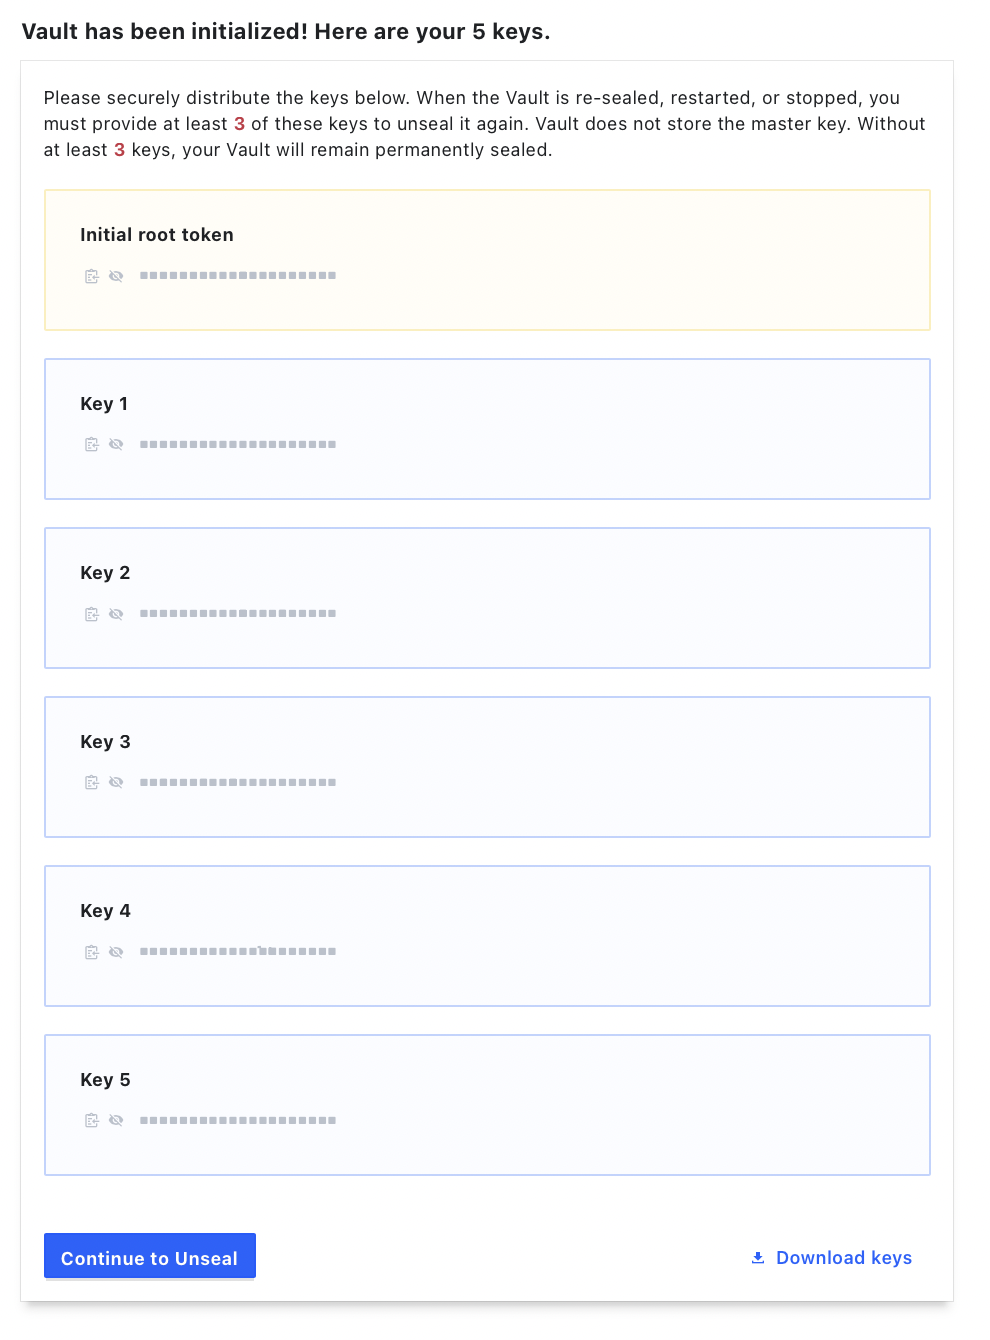 Vault has been initialized! Here are your 5 keys.
Please securely distribute the keys below. When the Vault is re-sealed, restarted, or stopped, you
must provide at least 3 of these keys to unseal it again. Vault does not store the master key. Without
at least 3 keys, your Vault will remain permanently sealed.
Initial root token
Key 1
Key 2
Key 3
Key 4
Key 5
Continue to Unseal
Download keys